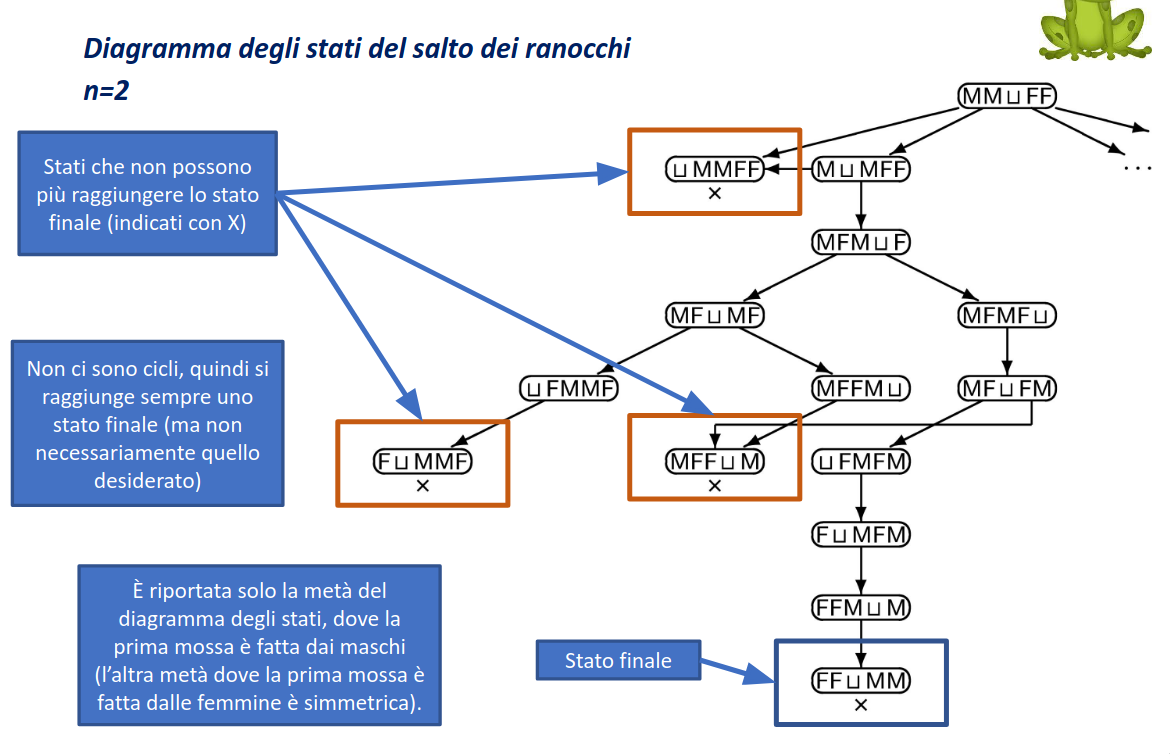 Diagramma degli stati del salto dei ranocchi
n=2
MM⊔FF
Stati che non possono
più raggiungere lo stato
finale (indicati con X)
⊔MMFF
×
M⊔MFF
...
MFM⊔F
MF⊔MF
MFMF⊔
Non ci sono cicli, quindi si
raggiunge sempre uno
stato finale (ma non
necessariamente quello
desiderato)
⊔FMMF
MFFM⊔
MF⊔FM
F⊔MMF
×
MFF⊔M
×
⊔FMFM
F⊔MFM
È riportata solo la metà del
diagramma degli stati, dove la
prima mossa è fatta dai maschi
(l'altra metà dove la prima mossa è
fatta dalle femmine è simmetrica).
FFM⊔M
Stato finale
FF⊔MM
×